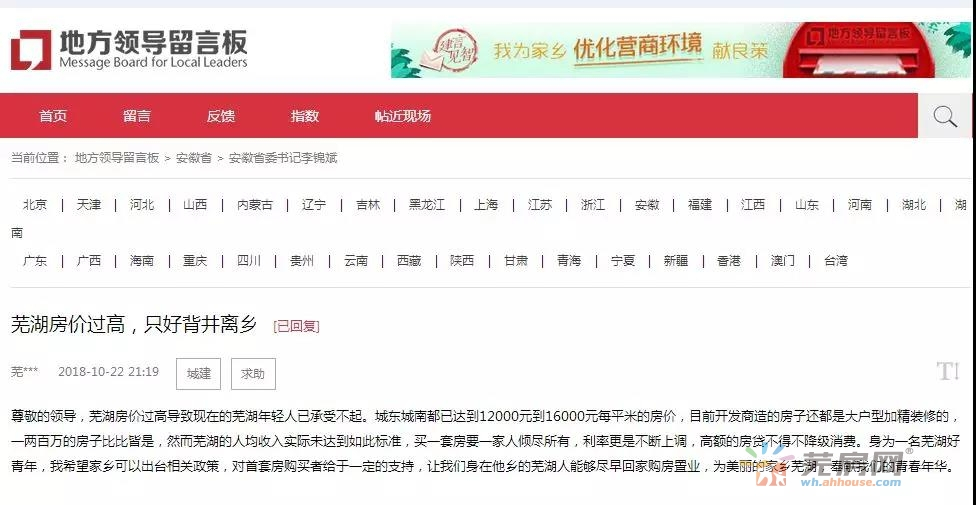 地方领导留言板
Message Board for Local Leaders
建言
见智
我为家乡 优化营商环境 献良策
地方领导留言板
首页 留言 反馈 指数 帖近现场
当前位置： 地方领导留言板 > 安徽省 > 安徽省委书记李锦斌
北京 | 天津 | 河北 | 山西 | 内蒙古 | 辽宁 | 吉林 | 黑龙江 | 上海 | 江苏 | 浙江 | 安徽 | 福建 | 江西 | 山东 | 河南 | 湖北 | 湖
南
广东 | 广西 | 海南 | 重庆 | 四川 | 贵州 | 云南 | 西藏 | 陕西 | 甘肃 | 青海 | 宁夏 | 新疆 | 香港 | 澳门 | 台湾
芜湖房价过高，只好背井离乡 [已回复]
芜*** 2018-10-22 21:19 城建 求助 T!
尊敬的领导，芜湖房价过高导致现在的芜湖年轻人已承受不起。城东城南都已达到12000元到16000元每平米的房价，目前开发商造的房子还都是大户型加精装修的，
一两百万的房子比比皆是，然而芜湖的人均收入实际未达到如此标准，买一套房要一家人倾尽所有，利率更是不断上调，高额的房贷不得不降级消费。身为一名芜湖好
青年，我希望家乡可以出台相关政策，对首套房购买者给于一定的支持，让我们身在他乡的芜湖人能够尽早回家购房置业，为美丽的家乡芜湖，奉献我们的青春年华。
芜房网®
wh.ahhouse.com